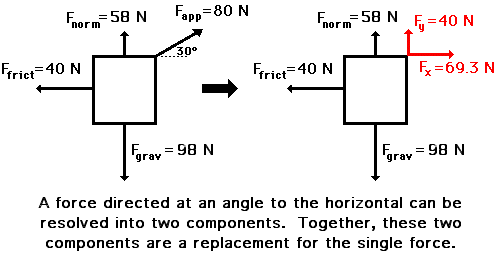 Fnorm=58 N
Fapp=80 N
30°
Ffrict=40 N
Fgrav=98 N
Fnorm=58 N
Fy=40 N
Ffrict=40 N
Fx=69.3 N
Fgrav=98 N
A force directed at an angle to the horizontal can be
resolved into two components.  Together, these two
components are a replacement for the single force.